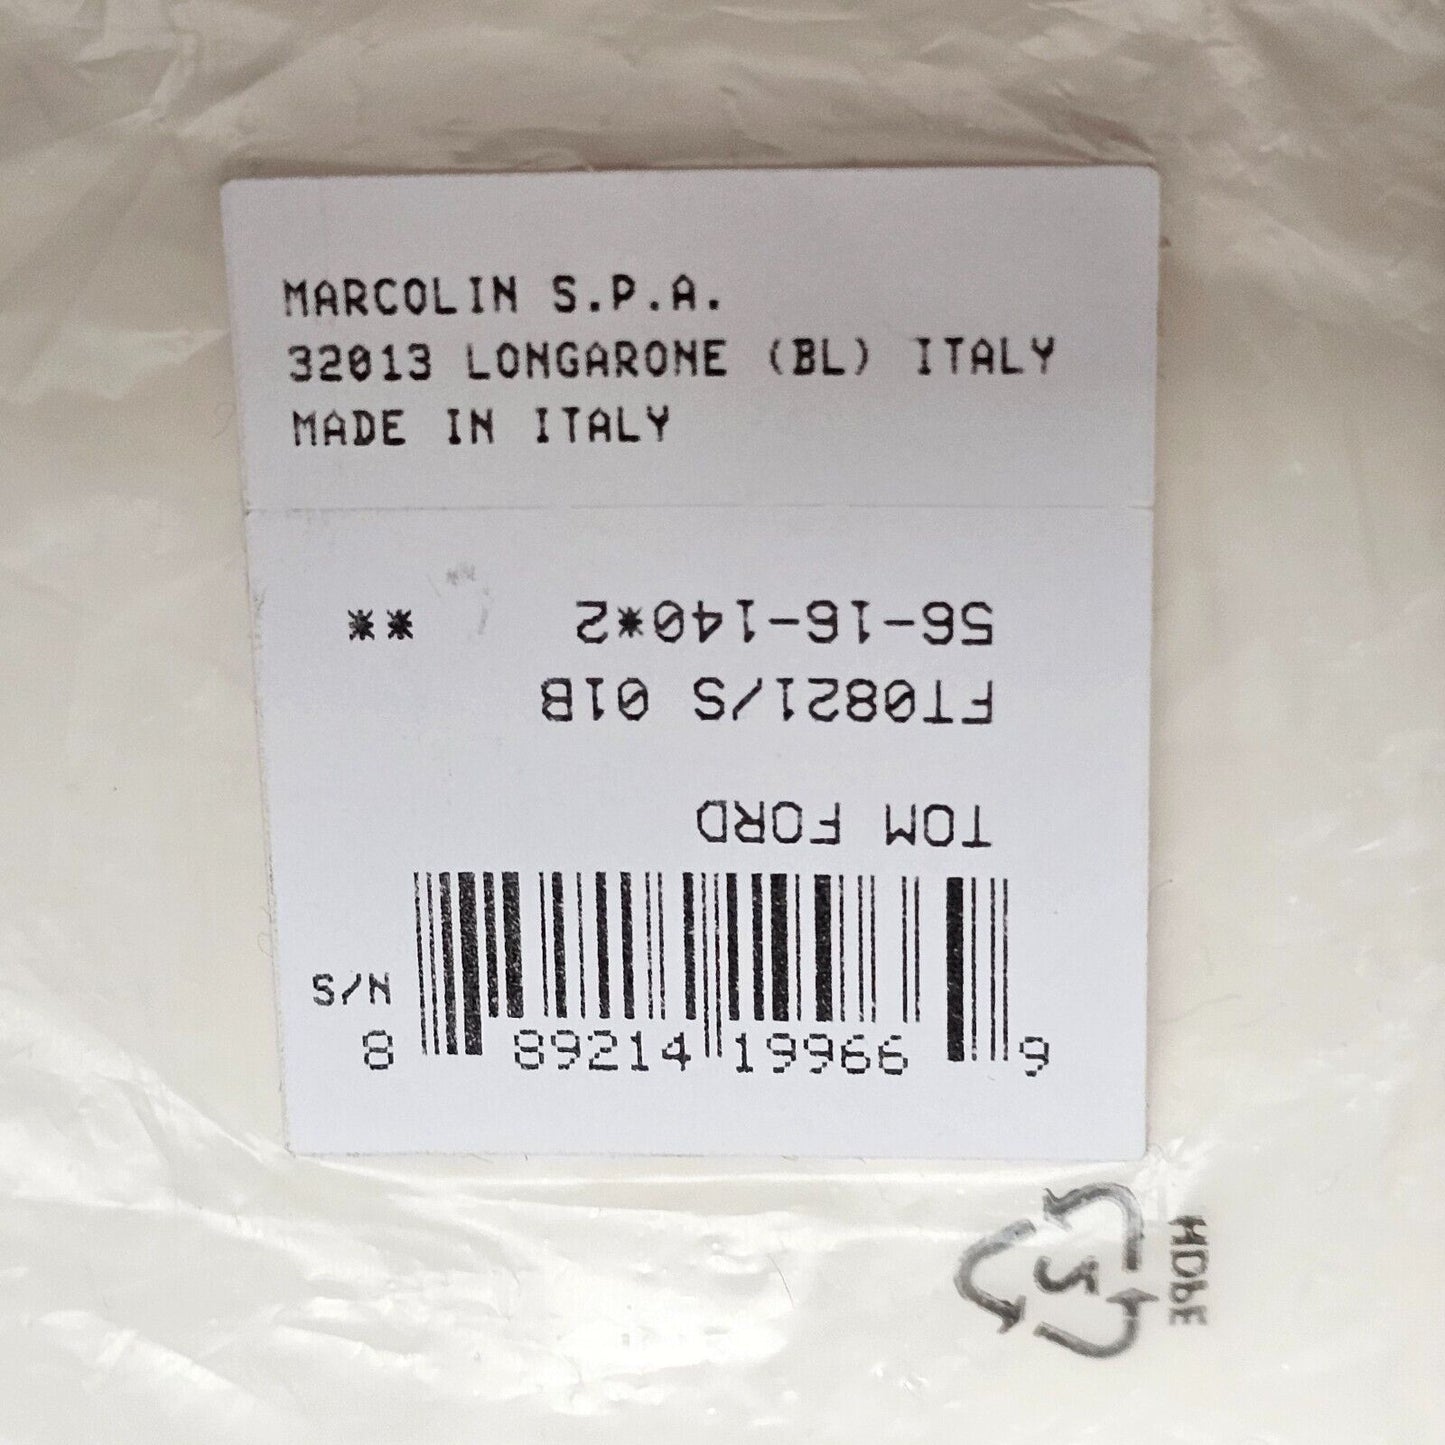 MARCOLIN S.P.A.
32013 LONGARONE (BL) ITALY
MADE IN ITALY
56-16-140*2 **
FT0821/S 01B
TOM FORD
S/N
8 89214 19966 9
2
HDPE